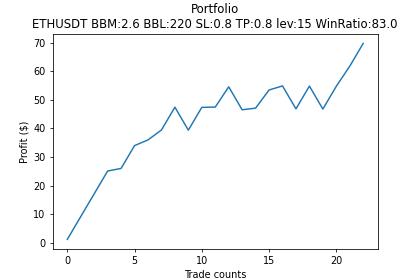 Portfolio
ETHUSDT BBM:2.6 BBL:220 SL:0.8 TP:0.8 lev:15 WinRatio:83.0
70
60
50
40
30
20
10
0
Profit ($)
0 5 10 15 20
Trade counts